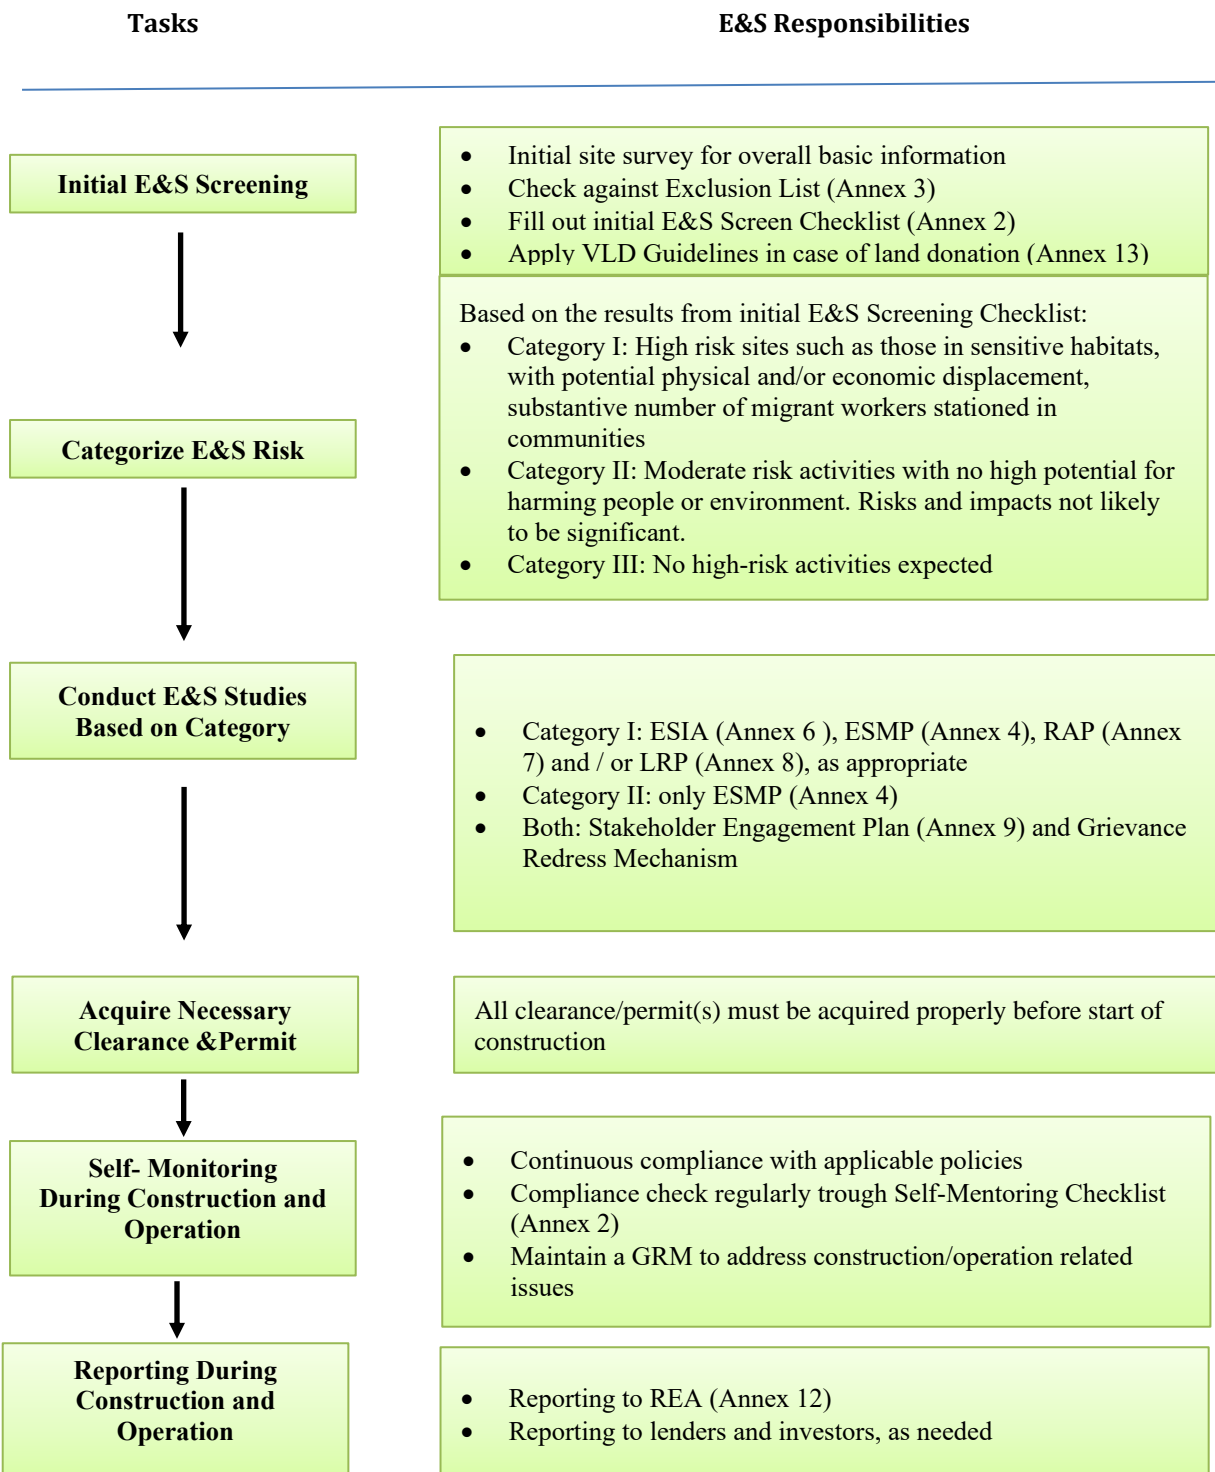 Tasks
E&S Responsibilities
Initial E&S Screening
• Initial site survey for overall basic information
• Check against Exclusion List (Annex 3)
• Fill out initial E&S Screen Checklist (Annex 2)
• Apply VLD Guidelines in case of land donation (Annex 13)
Categorize E&S Risk
Based on the results from initial E&S Screening Checklist:
• Category I: High risk sites such as those in sensitive habitats,
with potential physical and/or economic displacement,
substantive number of migrant workers stationed in
communities
• Category II: Moderate risk activities with no high potential for
harming people or environment. Risks and impacts not likely
to be significant.
• Category III: No high-risk activities expected
Conduct E&S Studies
Based on Category
• Category I: ESIA (Annex 6 ), ESMP (Annex 4), RAP (Annex
7) and / or LRP (Annex 8), as appropriate
• Category II: only ESMP (Annex 4)
• Both: Stakeholder Engagement Plan (Annex 9) and Grievance
Redress Mechanism
Acquire Necessary
Clearance &Permit
All clearance/permit(s) must be acquired properly before start of
construction
Self- Monitoring
During Construction and
Operation
• Continuous compliance with applicable policies
• Compliance check regularly trough Self-Mentoring Checklist
(Annex 2)
• Maintain a GRM to address construction/operation related
issues
Reporting During
Construction and
Operation
• Reporting to REA (Annex 12)
• Reporting to lenders and investors, as needed